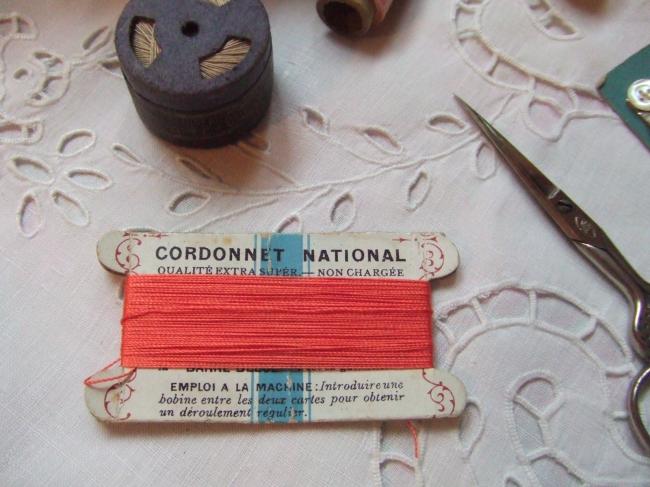 CORDONNET NATIONAL
QUALITÉ EXTRA SUPÉR.— NON CHARGÉE
EMPLOI A LA MACHINE: Introduire une
bobine entre les deux cartes pour obtenir
un déroulement régulier.